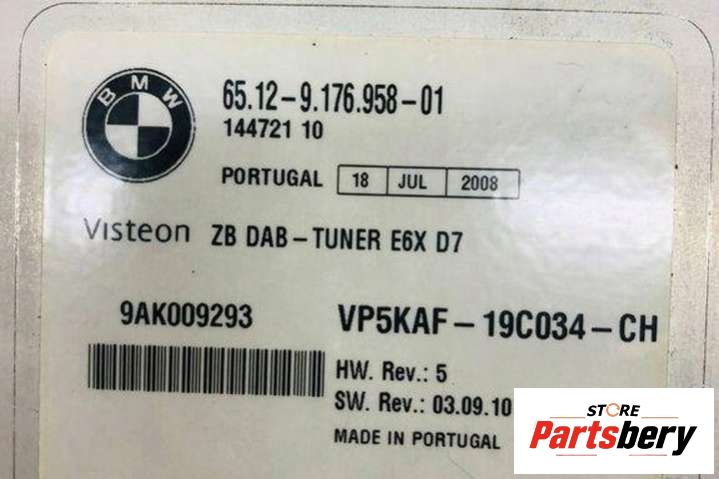 BMW
65.12-9.176.958-01
144721 10
PORTUGAL 18 JUL 2008
Visteon ZB DAB-TUNER E6X D7
9AK009293 VP5KAF-19C034-CH
HW. Rev.: 5
SW. Rev.: 03.09.10
MADE IN PORTUGAL
STORE
Partsbery